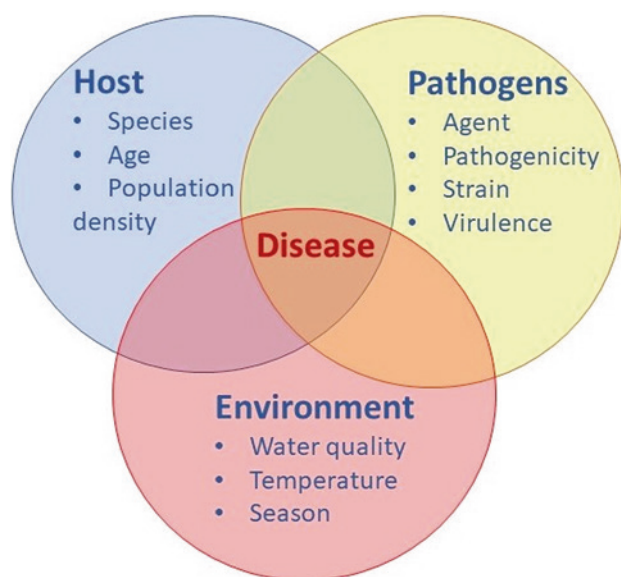 Host
• Species
• Age
• Population
density
Pathogens
• Agent
• Pathogenicity
• Strain
• Virulence
Disease
Environment
• Water quality
• Temperature
• Season